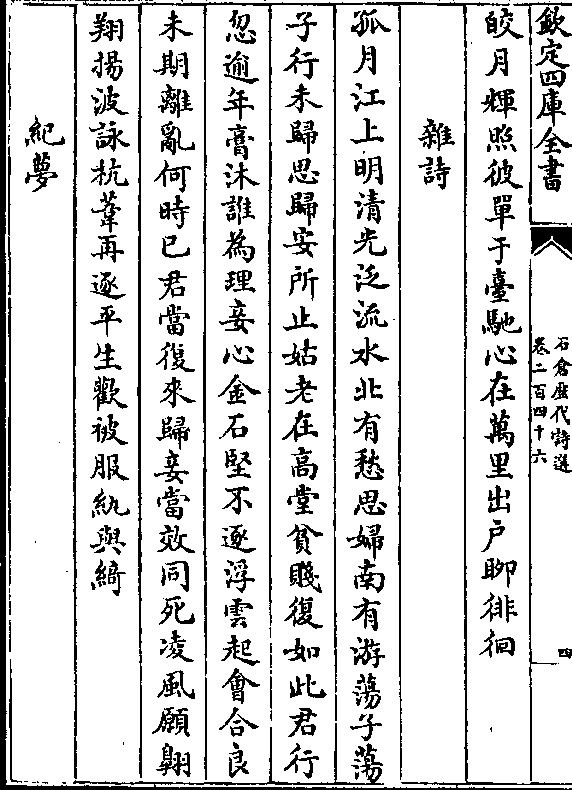 欽定四庫全書
石倉歷代詩選
卷二百四十六
四
皎月輝照彼單于臺馳心在萬里出戶聊徘徊
雜詩
孤月江上明清光泛流水北有愁思婦南有游蕩子蕩
子行未歸思歸安所止姑老在高堂貧賤復如此君行
忽逾年膏沐誰為理妾心金石堅不逐浮雲起會合良
未期離亂何時已君當復來歸妾當效同死凌風願翺
翔揚波詠杭葦再逐平生歡被服紈與綺
紀夢